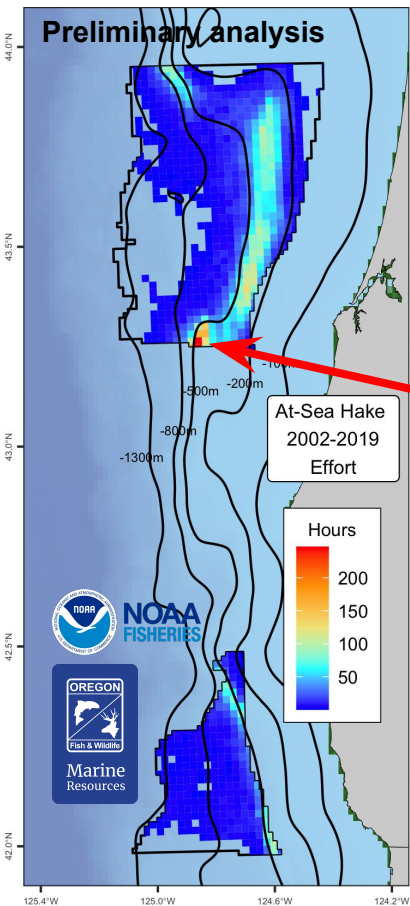 Preliminary analysis
44.0°N
43.5°N
43.0°N
42.5°N
42.0°N
-100m
-200m
-500m
-800m
-1300m
At-Sea Hake
2002-2019
Effort
Hours
200
150
100
50
NOAA
NOAA
FISHERIES
OREGON
Fish & Wildlife
Marine
Resources
125.4°W
125.0°W
124.6°W
124.2°W